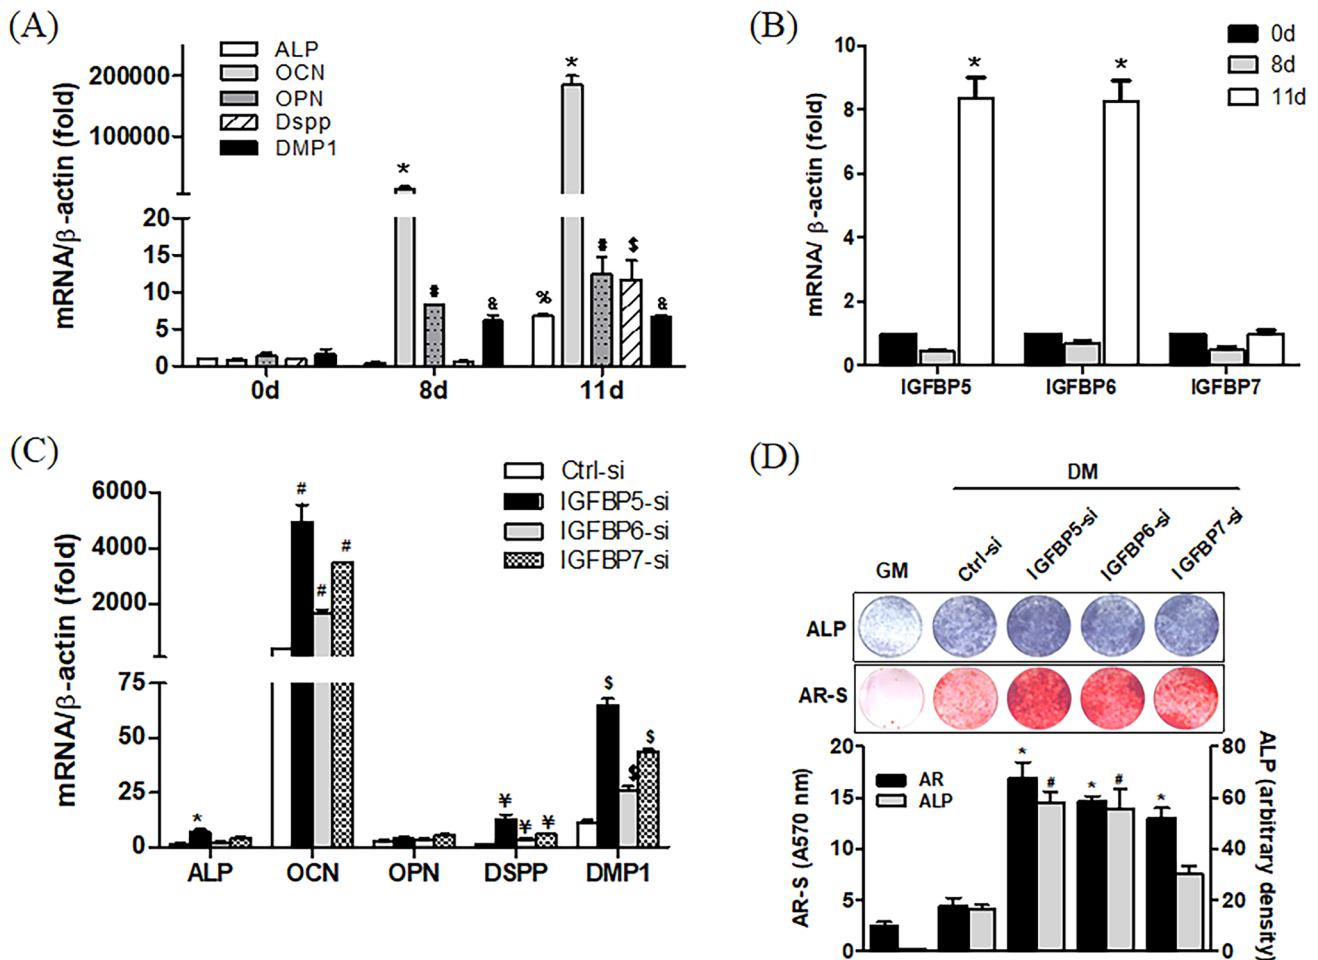 (A)
mRNA/β-actin (fold)
200000
100000
20
15
10
5
0
ALP
OCN
OPN
Dspp
DMP1
*
*
#
&
%
#
$
&
0d 8d 11d
(B)
mRNA/ β-actin (fold)
10
8
6
4
2
0
0d
8d
11d
* *
IGFBP5 IGFBP6 IGFBP7
(C)
mRNA/β-actin (fold)
6000
4000
2000
75
50
25
0
Ctrl-si
IGFBP5-si
IGFBP6-si
IGFBP7-si
#
#
#
*
¥
¥
¥
$
$
$
ALP OCN OPN DSPP DMP1
(D)
DM
GM Ctrl-si IGFBP5-si IGFBP6-si IGFBP7-si
ALP
AR-S
AR-S (A570 nm)
20
15
10
5
0
AR
ALP
*
#
*
#
*
80
60
40
20
0
ALP (arbitrary density)